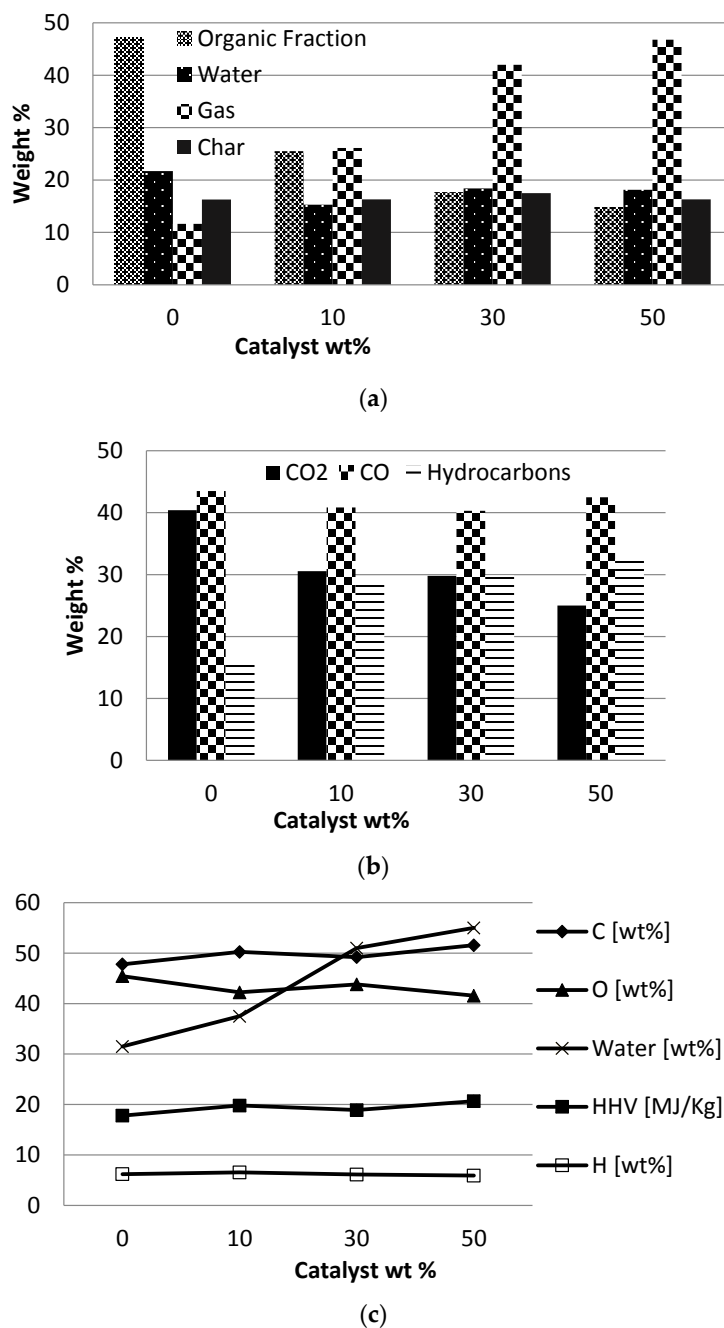 50
40
30
20
10
0
Weight %
Organic Fraction
Water
Gas
Char
0 10 30 50
Catalyst wt%
(a)
50
40
30
20
10
0
Weight %
CO2 CO Hydrocarbons
0 10 30 50
Catalyst wt%
(b)
60
50
40
30
20
10
0
C [wt%]
O [wt%]
Water [wt%]
HHV [MJ/Kg]
H [wt%]
0 10 30 50
Catalyst wt %
(c)